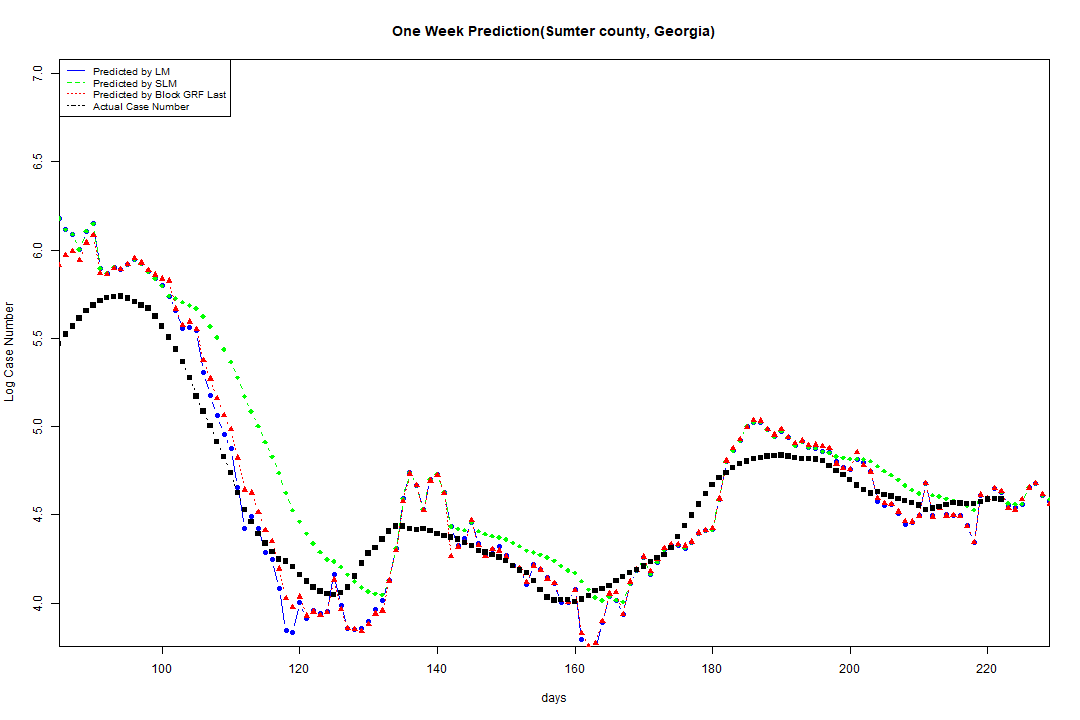 One Week Prediction(Sumter county, Georgia)
Predicted by LM
Predicted by SLM
Predicted by Block GRF Last
Actual Case Number
7.0
6.5
6.0
5.5
5.0
4.5
4.0
Log Case Number
100 120 140 160 180 200 220
days